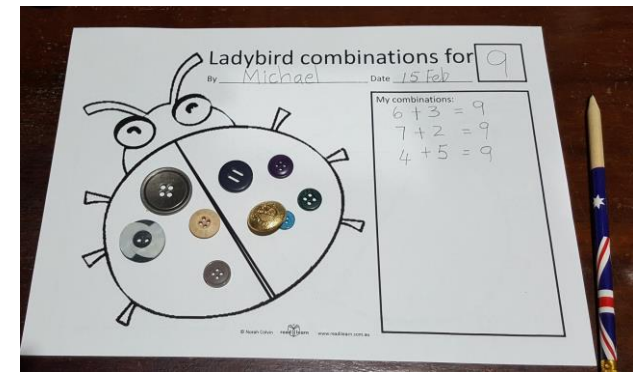 Ladybird combinations for 9
By Michael Date 15 Feb
My combinations:
6 + 3 = 9
7 + 2 = 9
4 + 5 = 9